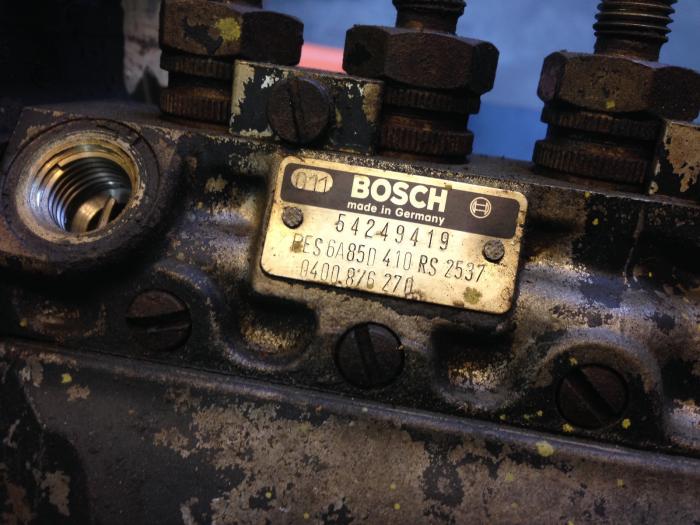 011 BOSCH
made in Germany
54249419
PES 6A85D 410 RS 2537
0400 876 270